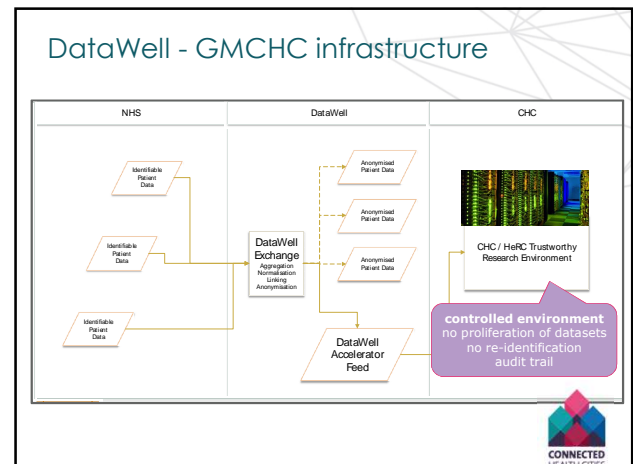 DataWell - GMCHC infrastructure
NHS
DataWell
CHC
Identifiable
Patient
Data
Identifiable
Patient
Data
Identifiable
Patient
Data
DataWell
Exchange
Aggregation
Normalisation
Linking
Anonymisation
Anonymised
Patient Data
Anonymised
Patient Data
Anonymised
Patient Data
DataWell
Accelerator
Feed
CHC / HeRC Trustworthy
Research Environment
controlled environment
no proliferation of datasets
no re-identification
audit trail
CONNECTED